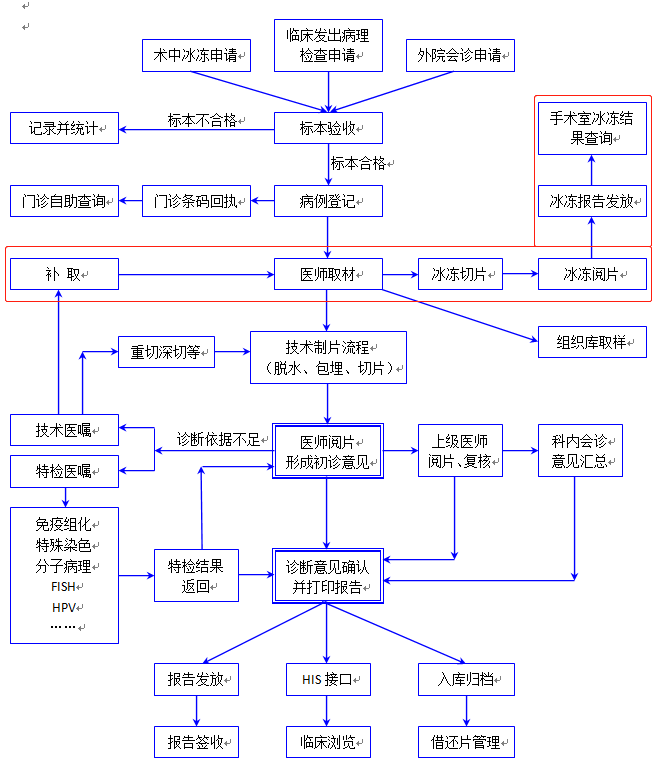 术中冰冻申请
临床发出病理
检查申请
外院会诊申请
记录并统计
标本不合格
标本验收
手术室冰冻结
果查询
标本合格
门诊自助查询
门诊条码回执
病例登记
冰冻报告发放
补 取
医师取材
冰冻切片
冰冻阅片
组织库取样
重切深切等
技术制片流程
（脱水、包埋、切片）
技术医嘱
诊断依据不足
医师阅片
形成初诊意见
上级医师
阅片、复核
科内会诊
意见汇总
特检医嘱
免疫组化
特殊染色
分子病理
FISH
HPV
……
特检结果
返回
诊断意见确认
并打印报告
报告发放
HIS 接口
入库归档
报告签收
临床浏览
借还片管理